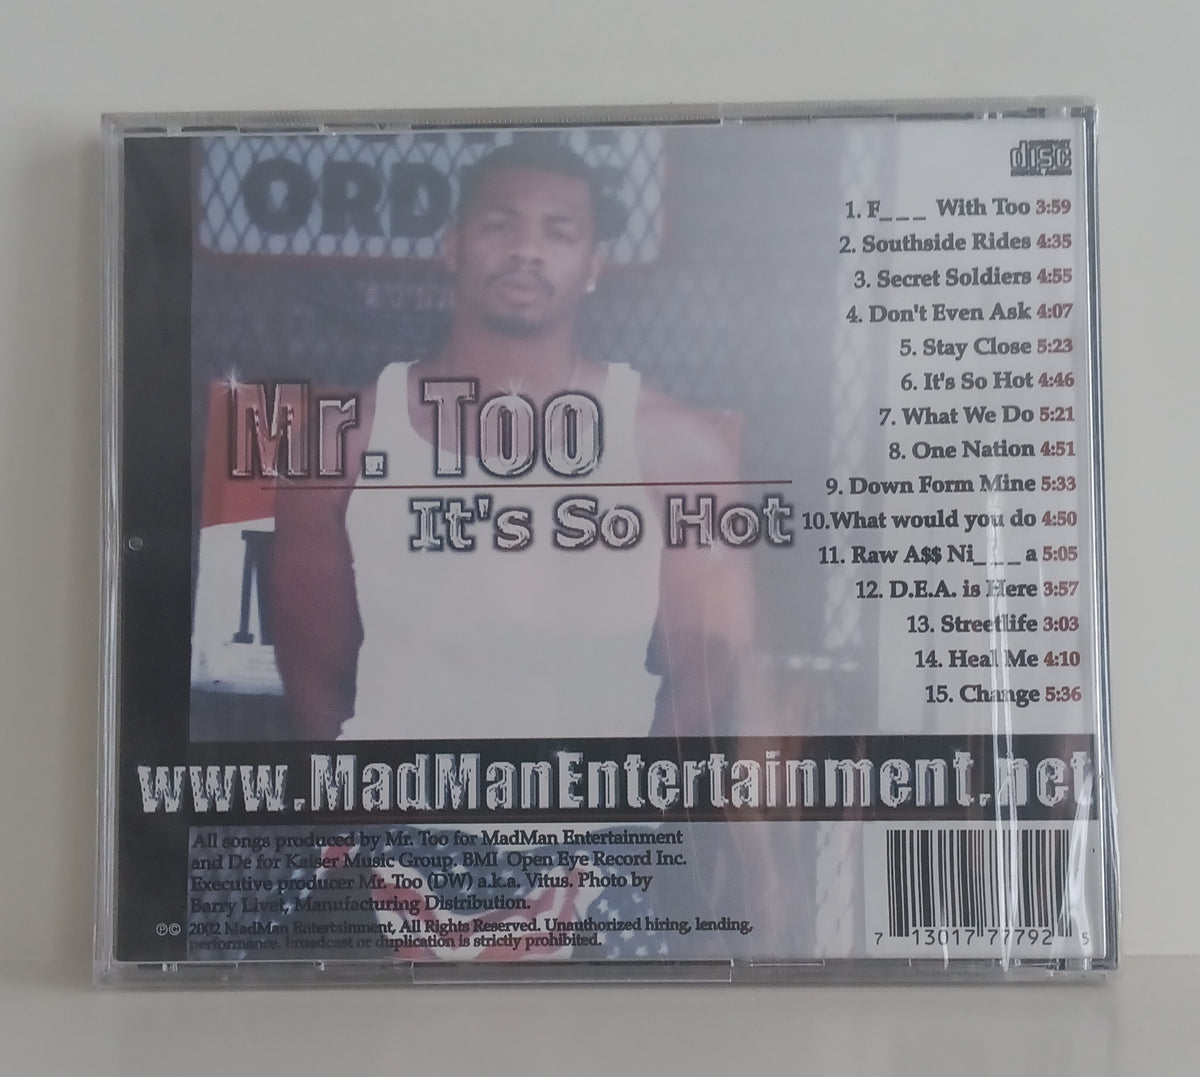 ORDERS
COMPACT
disc
DIGITAL AUDIO
1. F_ _ _ With Too 3:59
2. Southside Rides 4:35
3. Secret Soldiers 4:55
4. Don't Even Ask 4:07
5. Stay Close 5:23
6. It's So Hot 4:46
7. What We Do 5:21
8. One Nation 4:51
9. Down Form Mine 5:33
10.What would you do 4:50
11. Raw A$$ Ni_ _ _ a 5:05
12. D.E.A. is Here 3:57
13. Streetlife 3:03
14. Heal Me 4:10
15. Change 5:36
Mr. Too
It's So Hot
www.MadManEntertainment.net
All songs produced by Mr. Too for MadMan Entertainment
and De for Kaiser Music Group. BMI Open Eye Record Inc.
Executive producer Mr. Too (DW) a.k.a. Vitus. Photo by
Barry Livet, Manufacturing Distribution.
℗© 2002 MadMan Entertainment, All Rights Reserved. Unauthorized hiring, lending,
performance, broadcast or duplication is strictly prohibited.
7 13017 77792 5